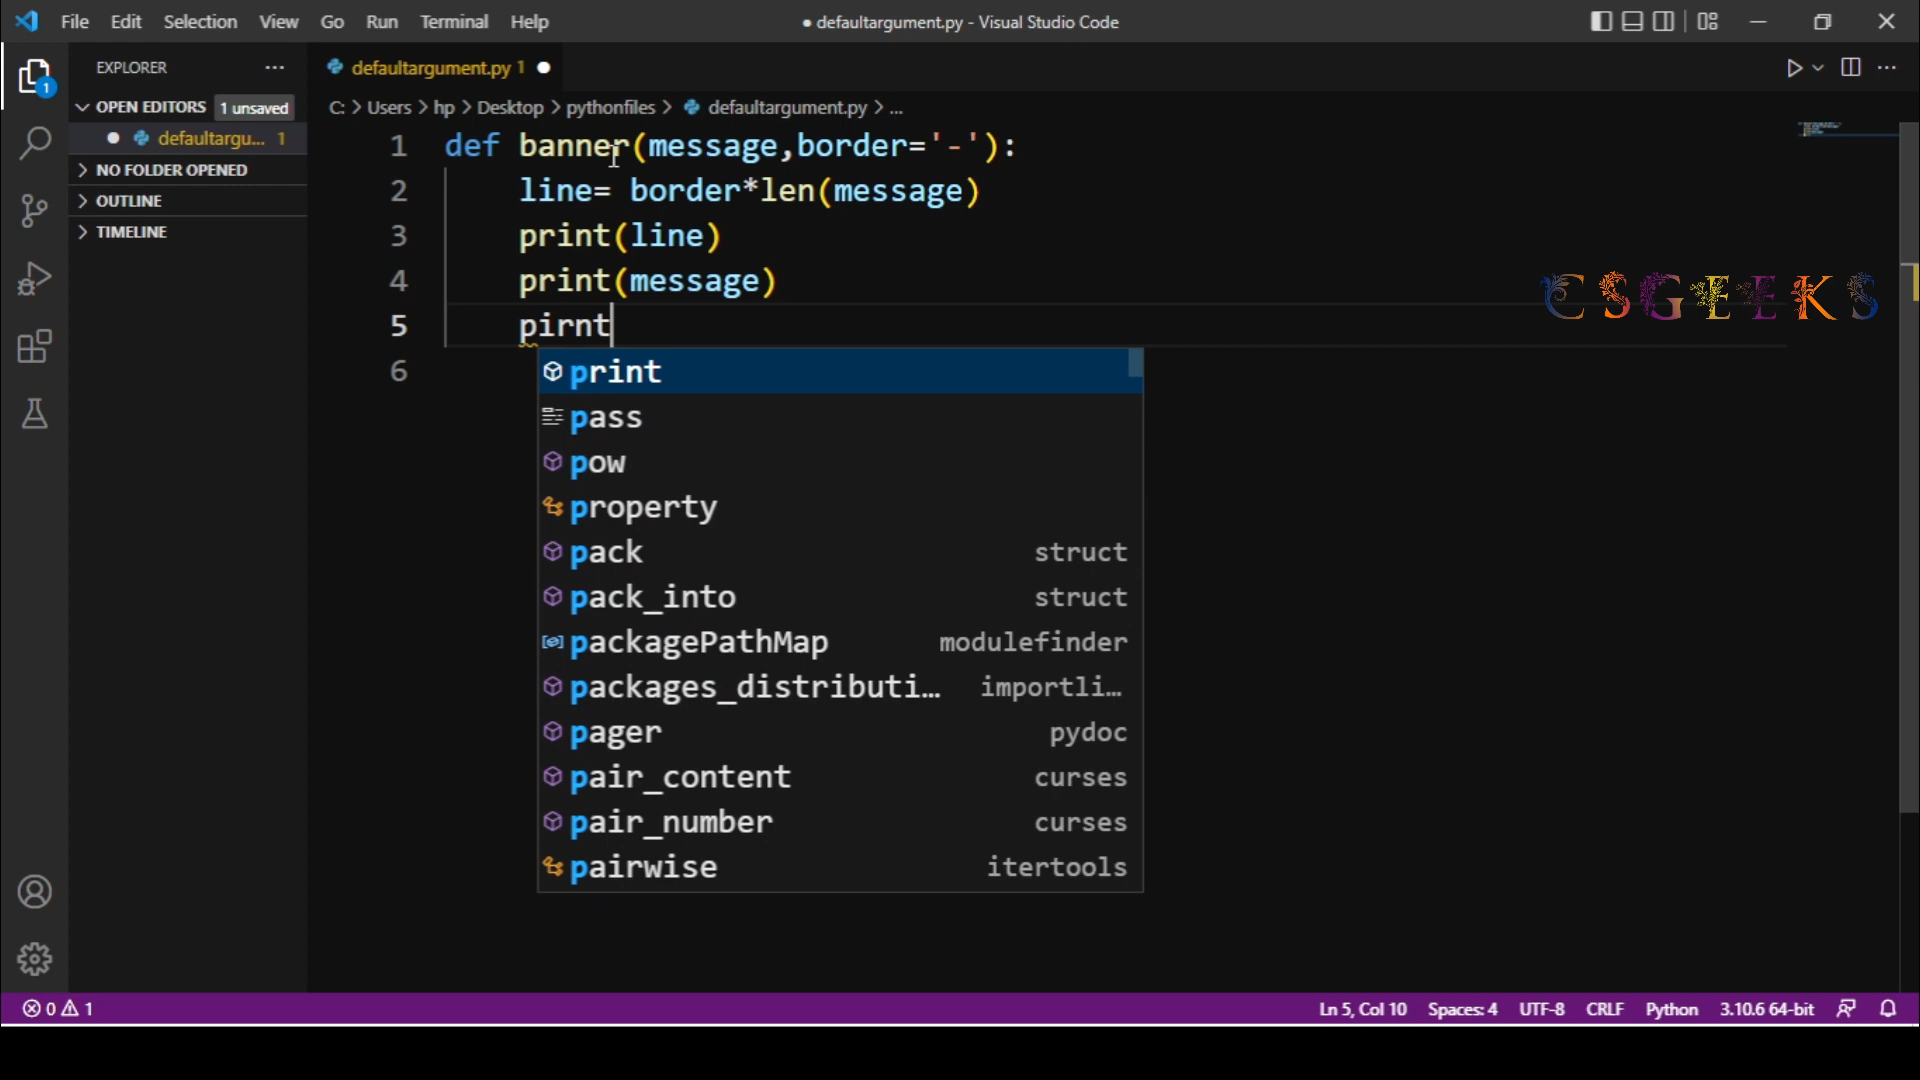 File Edit Selection View Go Run Terminal Help
● defaultargument.py - Visual Studio Code
EXPLORER ...
defaultargument.py 1 ●
OPEN EDITORS 1 unsaved
● defaultargu... 1
NO FOLDER OPENED
OUTLINE
TIMELINE
C: > Users > hp > Desktop > pythonfiles > defaultargument.py > ...
1 def banner(message,border='-'):
2 line= border*len(message)
3 print(line)
4 print(message)
5 pirnt
6
print
pass
pow
property
pack struct
pack_into struct
packagePathMap modulefinder
packages_distributi... importli...
pager pydoc
pair_content curses
pair_number curses
pairwise itertools
CSGEEKS
1
0 1
Ln 5, Col 10 Spaces: 4 UTF-8 CRLF Python 3.10.6 64-bit